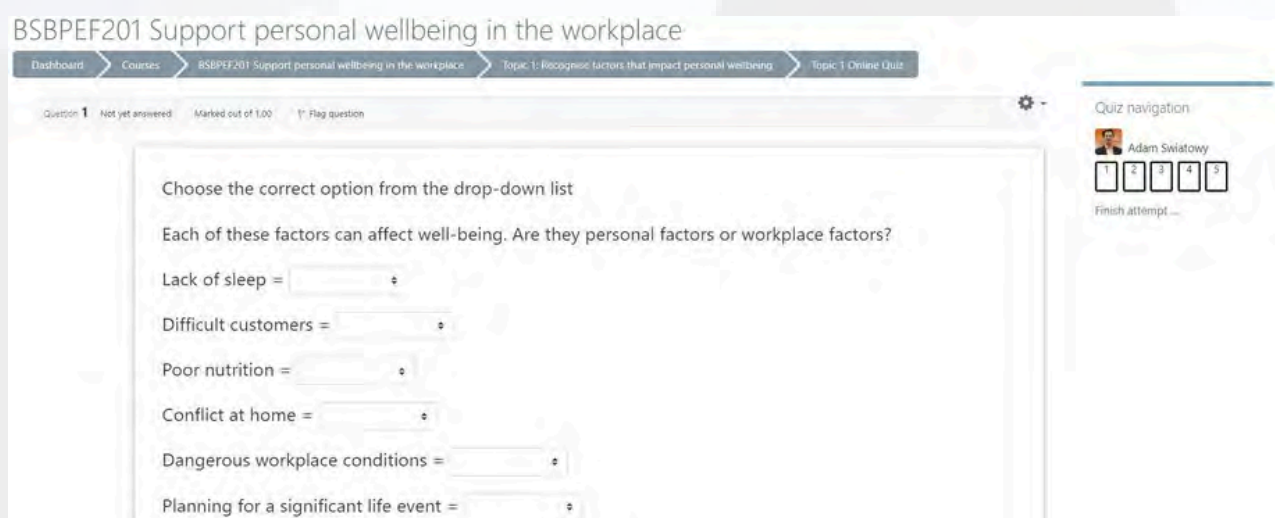 BSBPEF201 Support personal wellbeing in the workplace
Dashboard Courses BSBPEF201 Support personal wellbeing in the workplace Topic 1: Recognise factors that impact personal wellbeing Topic 1 Online Quiz
Question 1 Not yet answered Marked out of 1.00 Flag question
Quiz navigation
Adam Swiatowy
1 2 3 4 5
Finish attempt ...
Choose the correct option from the drop-down list
Each of these factors can affect well-being. Are they personal factors or workplace factors?
Lack of sleep =
Difficult customers =
Poor nutrition =
Conflict at home =
Dangerous workplace conditions =
Planning for a significant life event =